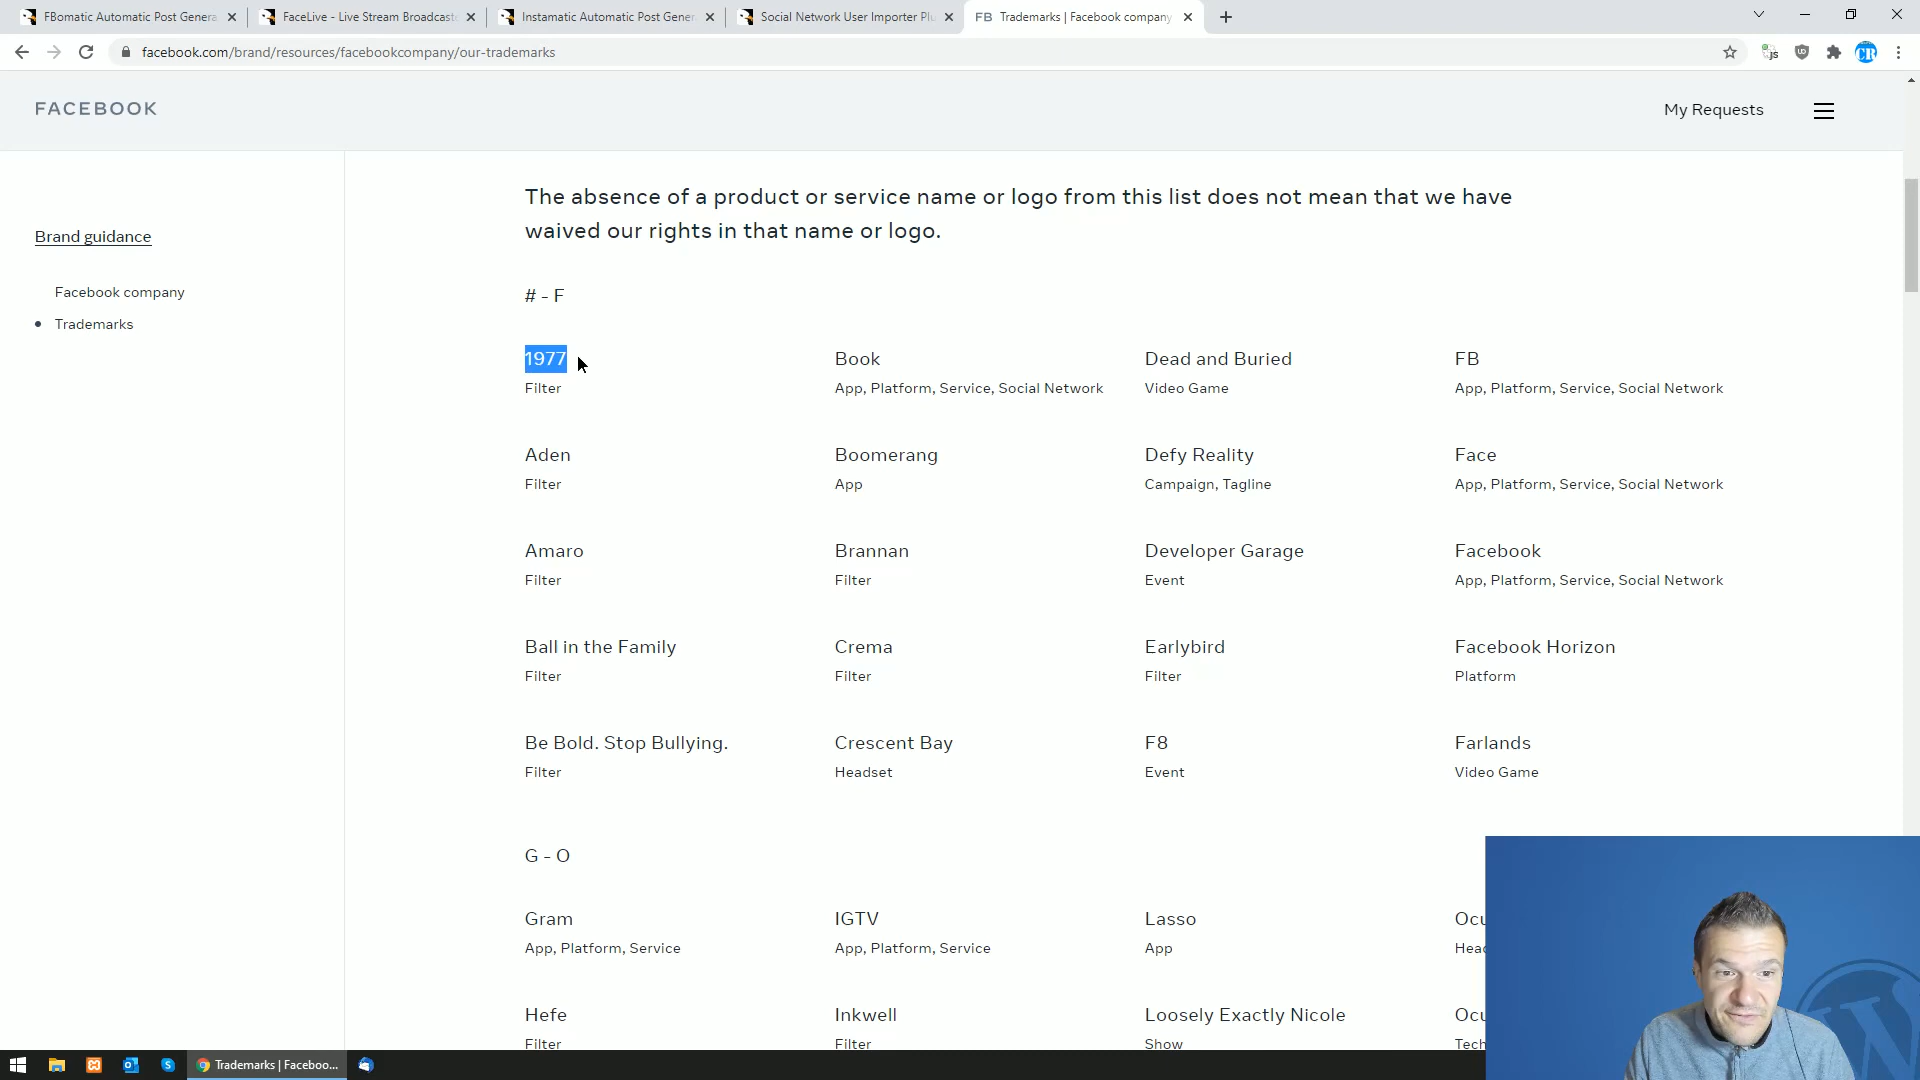 FBomatic Automatic Post Genera
FaceLive - Live Stream Broadcast
Instamatic Automatic Post Gener
Social Network User Importer Plu
FB Trademarks | Facebook company
facebook.com/brand/resources/facebookcompany/our-trademarks
FACEBOOK
My Requests
Brand guidance
Facebook company
Trademarks
The absence of a product or service name or logo from this list does not mean that we have
waived our rights in that name or logo.
# - F
1977 Book Dead and Buried FB
Filter App, Platform, Service, Social Network Video Game App, Platform, Service, Social Network
Aden Boomerang Defy Reality Face
Filter App Campaign, Tagline App, Platform, Service, Social Network
Amaro Brannan Developer Garage Facebook
Filter Filter Event App, Platform, Service, Social Network
Ball in the Family Crema Earlybird Facebook Horizon
Filter Filter Filter Platform
Be Bold. Stop Bullying. Crescent Bay F8 Farlands
Filter Headset Event Video Game
G - O
Gram IGTV Lasso Ocu
App, Platform, Service App, Platform, Service App Head
Hefe Inkwell Loosely Exactly Nicole Ocu
Filter Filter Show Tech
Trademarks | Faceboo...